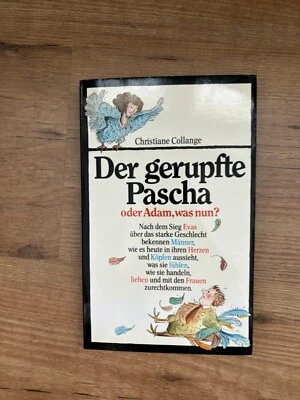 Christiane Collange
Der gerupfte
Pascha
oder Adam, was nun?
Nach dem Sieg Evas
über das starke Geschlecht
bekennen Männer,
wie es heute in ihren Herzen
und Köpfen aussieht,
was sie fühlen,
wie sie handeln,
lieben und mit den Frauen
zurechtkommen.